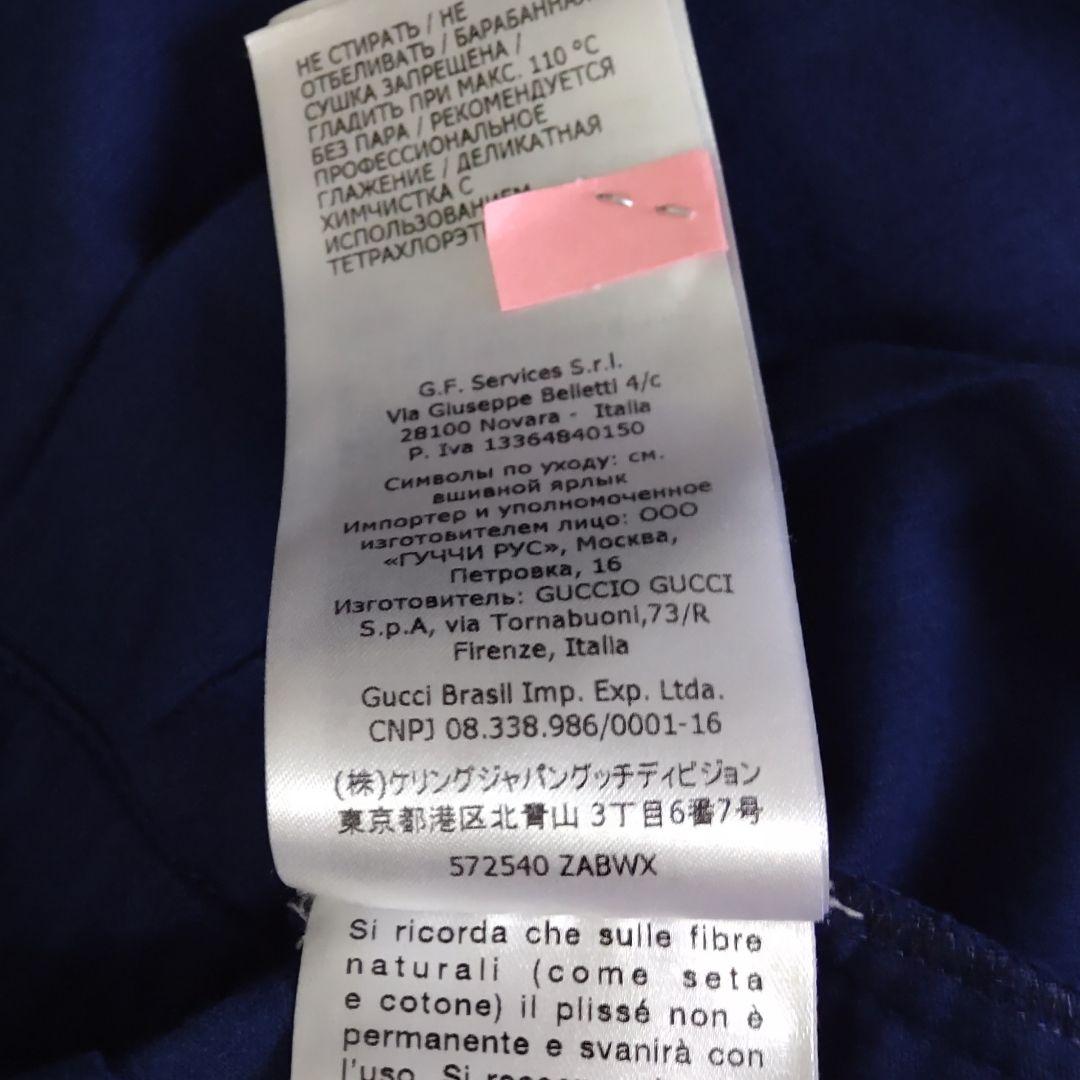 НЕ СТИРАТЬ / НЕ
ОТБЕЛИВАТЬ / БАРАБАННАЯ
СУШКА ЗАПРЕЩЕНА /
ГЛАДИТЬ ПРИ МАКС. 110 °C
БЕЗ ПАРА / РЕКОМЕНДУЕТСЯ
ПРОФЕССИОНАЛЬНОЕ
ГЛАЖЕНИЕ / ДЕЛИКАТНАЯ
ХИМЧИСТКА С
ИСПОЛЬЗОВАНИЕМ
G.F. Services S.r.l.
Via Giuseppe Belletti 4/c
28100 Novara - Italia
P. Iva 13364840150
Символы по уходу: см.
вшивной ярлык
Импортер и уполномоченное
изготовителем лицо: ООО
«ГУЧЧИ РУС», Москва,
Петровка, 16
Изготовитель: GUCCIO GUCCI
S.p.A, via Tornabuoni,73/R
Firenze, Italia
Gucci Brasil Imp. Exp. Ltda.
CNPJ 08.338.986/0001-16
(株)ケリングジャパングッチディビジョン
東京都港区北青山 3丁目6番7号
572540 ZABWX
Si ricorda che sulle fibre
naturali (come seta
e cotone) il plissé non è
permanente e svanirà con
l'uso. Si